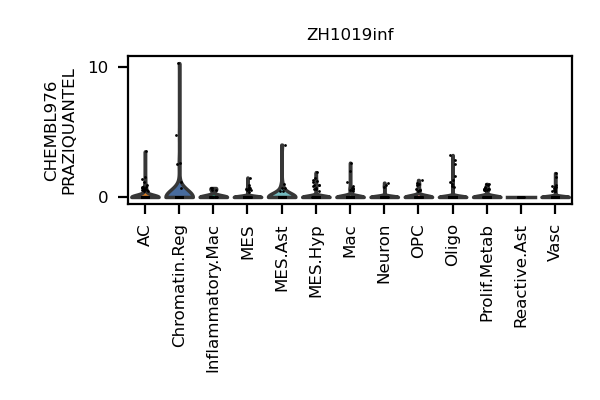 ZH1019inf
CHEMBL976
PRAZIQUANTEL
10
0
AC
Chromatin.Reg
Inflammatory.Mac
MES
MES.Ast
MES.Hyp
Mac
Neuron
OPC
Oligo
Prolif.Metab
Reactive.Ast
Vasc